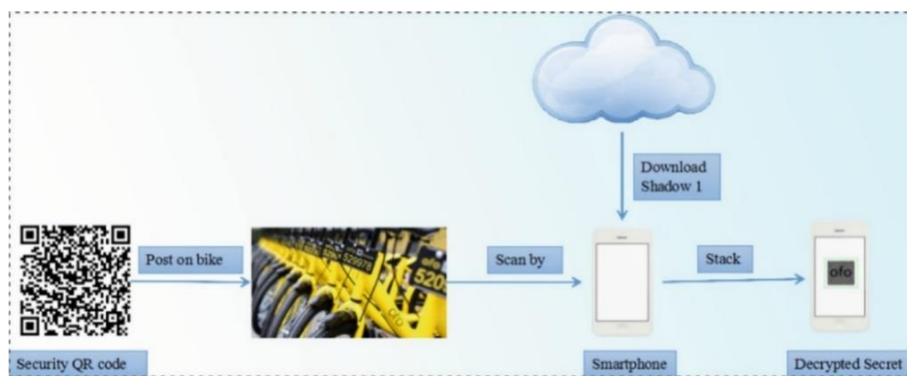 Download
Shadow 1
Post on bike
Scan by
Stack
ofo
Security QR code
Smartphone
Decrypted Secret